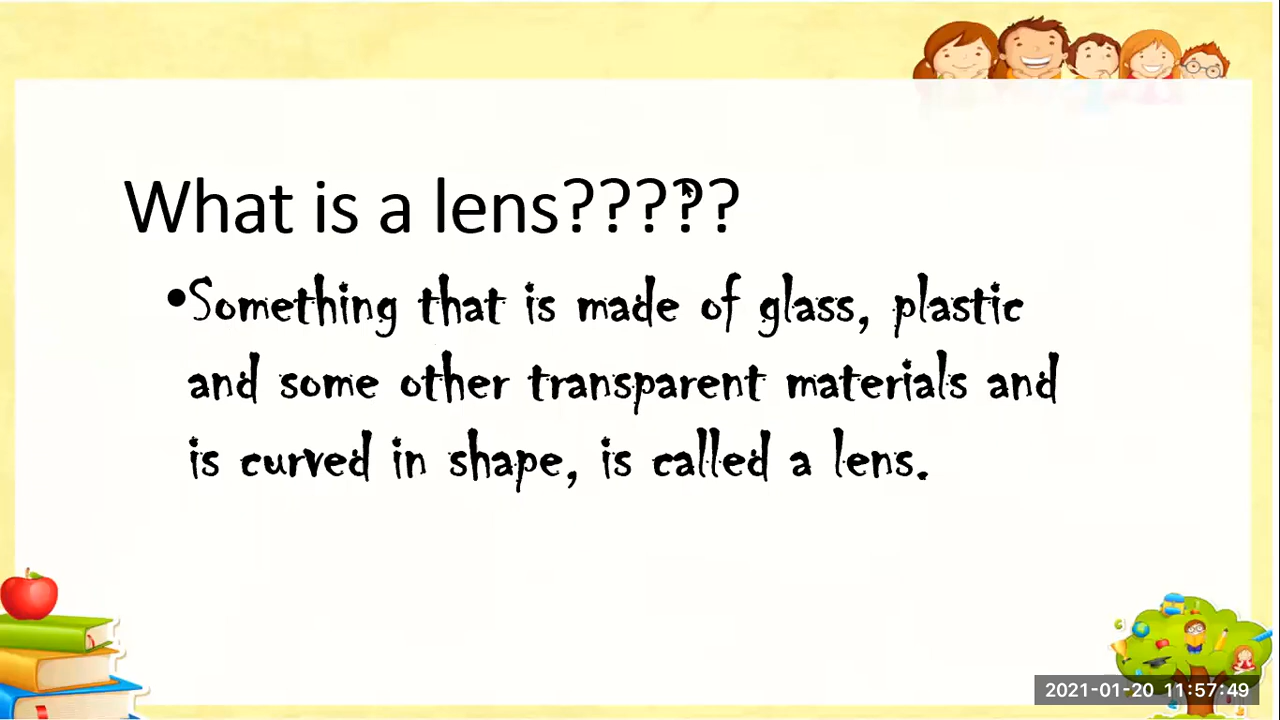 What is a lens?????
•Something that is made of glass, plastic
and some other transparent materials and
is curved in shape, is called a lens.
2021-01-20 11:57:49